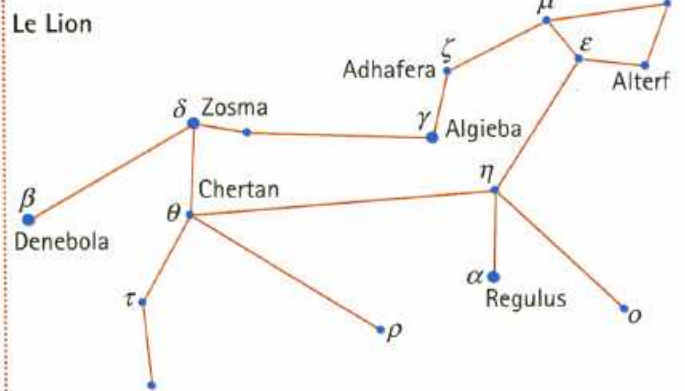 Le Lion
μ
ε
ζ
Adhafera
Alterf
δ Zosma
γ Algieba
η
Chertan
β
θ
Denebola
α
Regulus
τ
ρ
ο